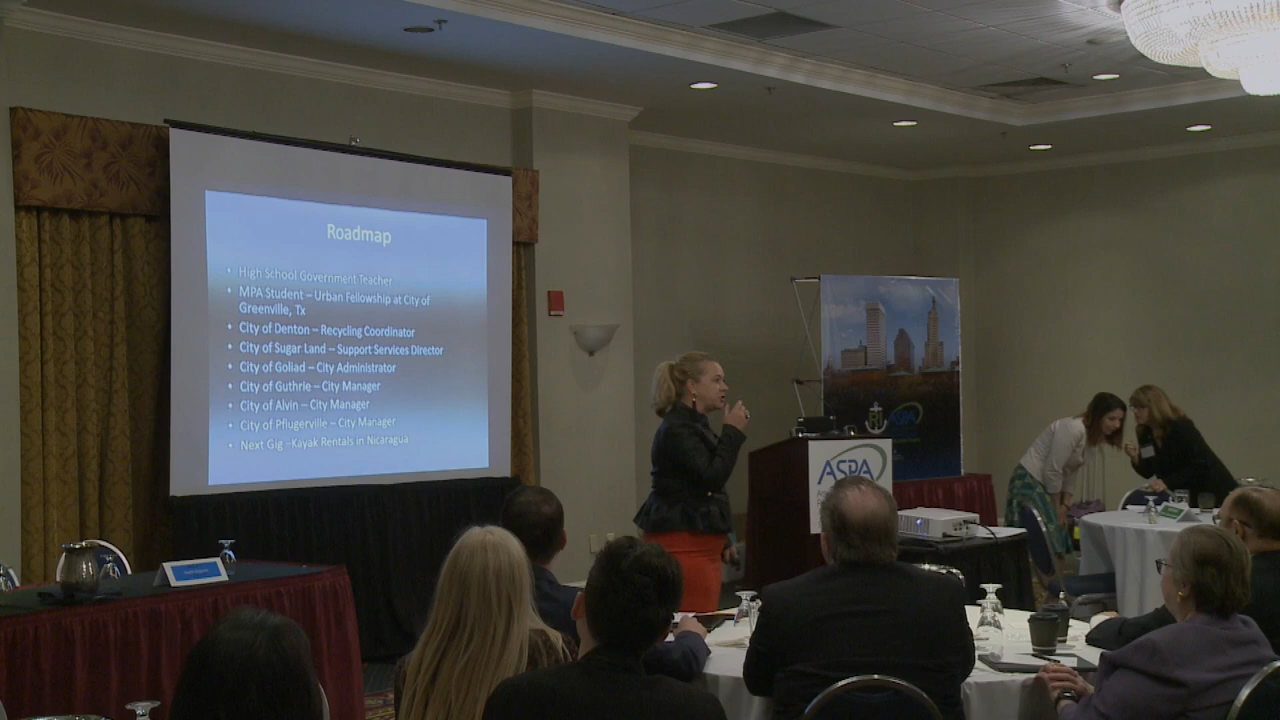 Roadmap
• High School Government Teacher
• MPA Student – Urban Fellowship at City of
Greenville, Tx
• City of Denton – Recycling Coordinator
• City of Sugar Land – Support Services Director
• City of Goliad – City Administrator
• City of Guthrie – City Manager
• City of Alvin – City Manager
• City of Pflugerville – City Manager
• Next Gig –Kayak Rentals in Nicaragua
RI ASPA
ASPA